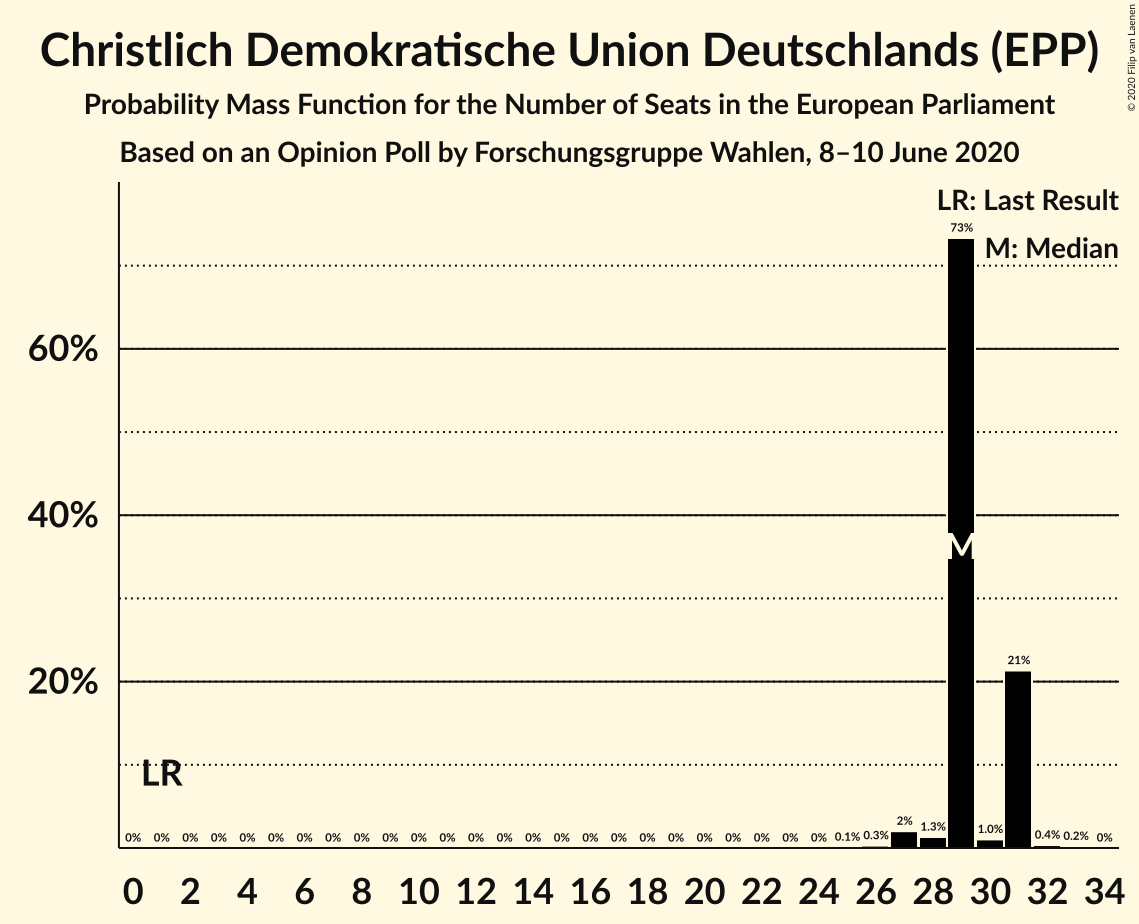 Christlich Demokratische Union Deutschlands (EPP)
Probability Mass Function for the Number of Seats in the European Parliament
Based on an Opinion Poll by Forschungsgruppe Wahlen, 8–10 June 2020
© 2020 Filip van Laenen
LR: Last Result
M: Median
73%
60%
40%
M
20%
21%
LR
0% 0% 0% 0% 0% 0% 0% 0% 0% 0% 0% 0% 0% 0% 0% 0% 0% 0% 0% 0% 0% 0% 0% 0% 0% 0.1% 0.3% 2% 1.3% 1.0% 0.4% 0.2% 0%
0 2 4 6 8 10 12 14 16 18 20 22 24 26 28 30 32 34